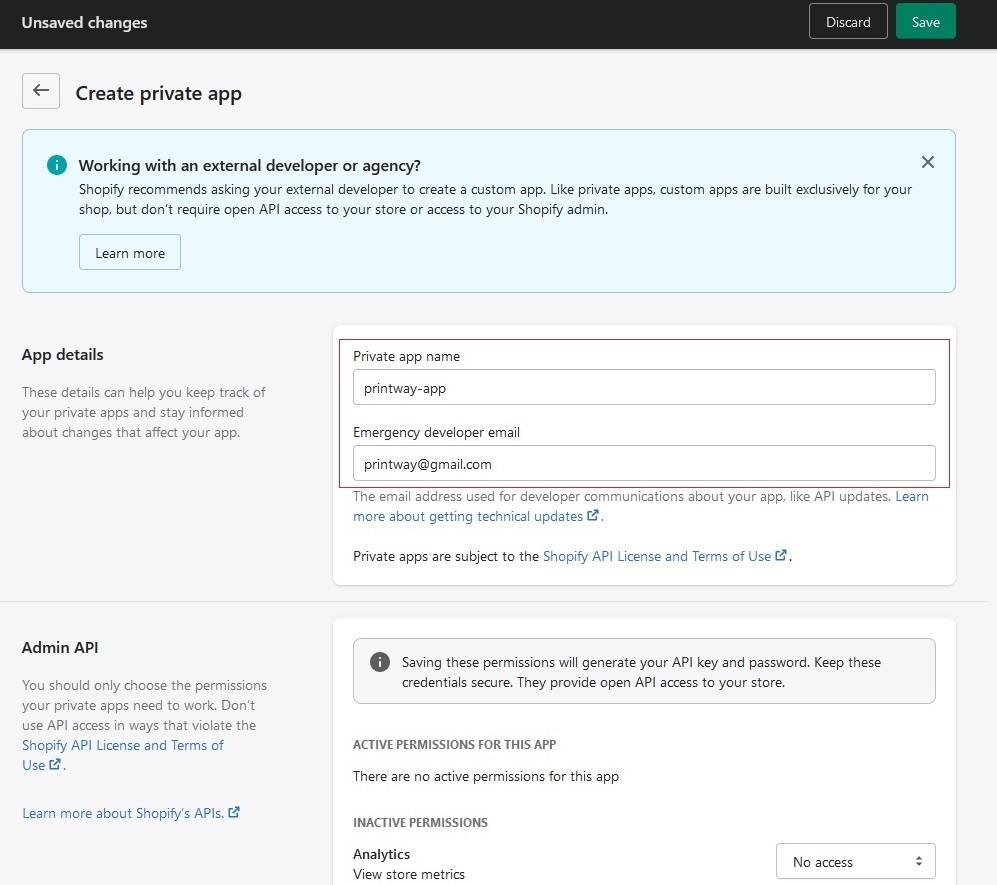 Unsaved changes
Discard
Save
Create private app
Working with an external developer or agency?
Shopify recommends asking your external developer to create a custom app. Like private apps, custom apps are built exclusively for your
shop, but don't require open API access to your store or access to your Shopify admin.
Learn more
App details
These details can help you keep track of
your private apps and stay informed
about changes that affect your app.
Private app name
printway-app
Emergency developer email
printway@gmail.com
The email address used for developer communications about your app, like API updates. Learn
more about getting technical updates.
Private apps are subject to the Shopify API License and Terms of Use.
Admin API
You should only choose the permissions
your private apps need to work. Don't
use API access in ways that violate the
Shopify API License and Terms of
Use.
Learn more about Shopify's APIs.
Saving these permissions will generate your API key and password. Keep these
credentials secure. They provide open API access to your store.
ACTIVE PERMISSIONS FOR THIS APP
There are no active permissions for this app
INACTIVE PERMISSIONS
Analytics
View store metrics
No access